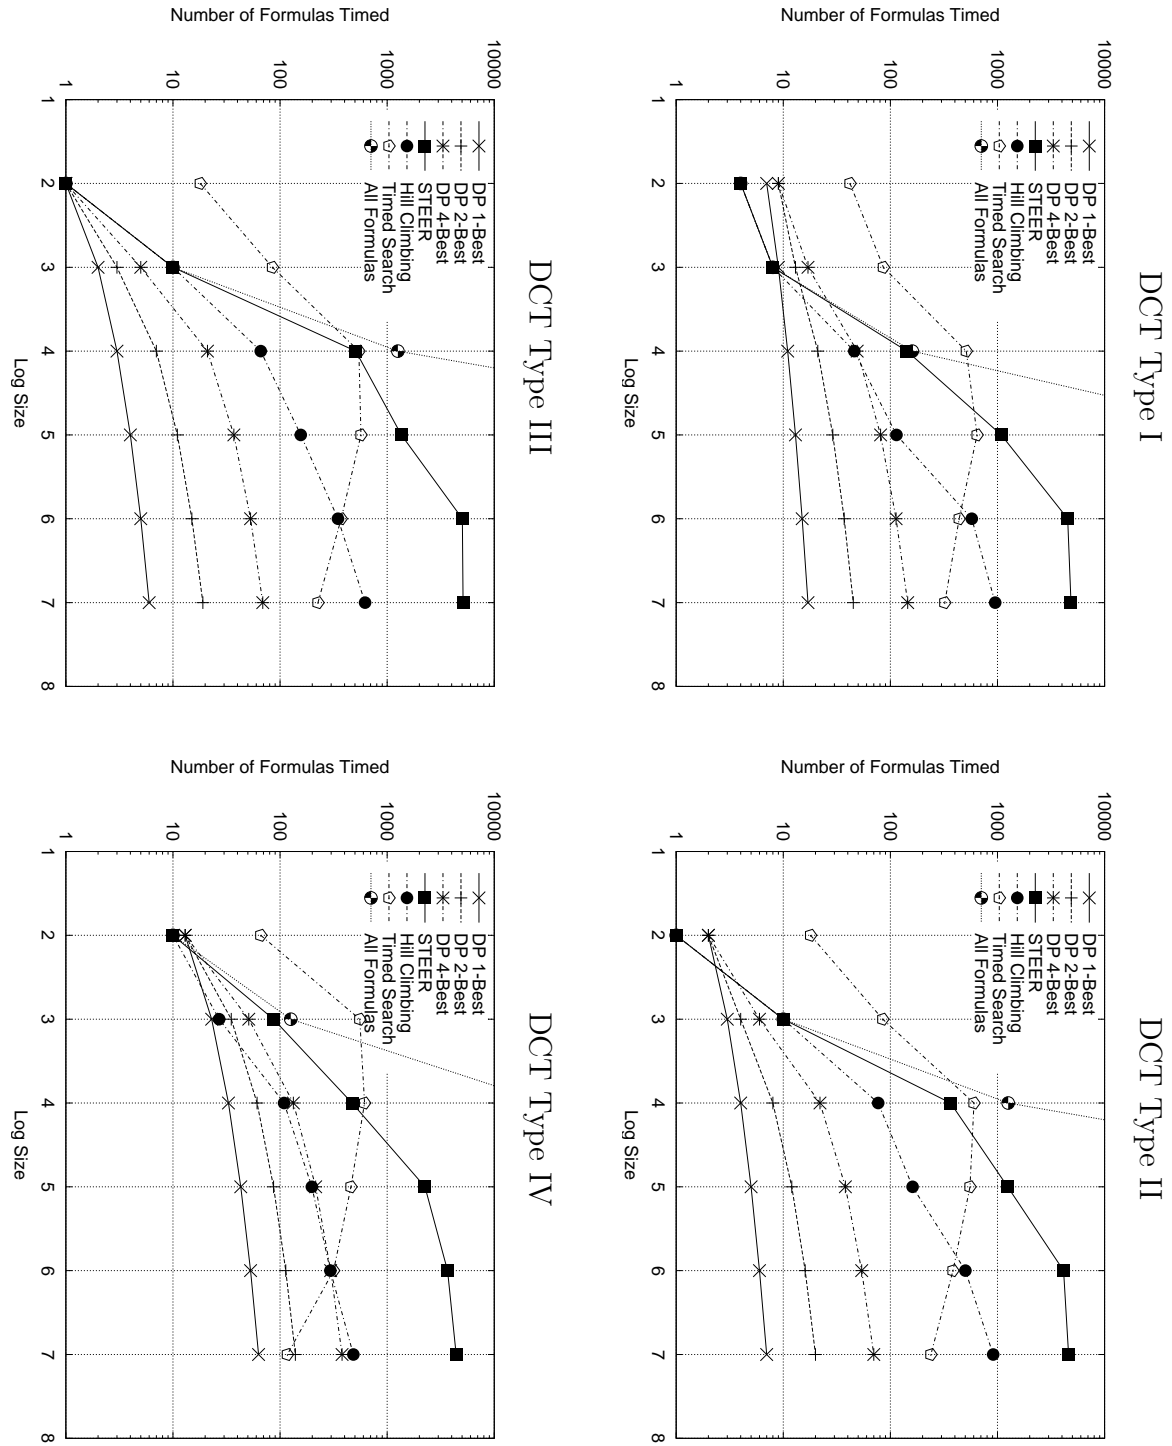 DCT Type I
Number of Formulas Timed
10000
1000
100
10
1
DP 1-Best
DP 2-Best
DP 4-Best
STEER
Hill Climbing
Timed Search
All Formulas
1 2 3 4 5 6 7 8
Log Size
DCT Type II
Number of Formulas Timed
10000
1000
100
10
1
DP 1-Best
DP 2-Best
DP 4-Best
STEER
Hill Climbing
Timed Search
All Formulas
1 2 3 4 5 6 7 8
Log Size
DCT Type III
Number of Formulas Timed
10000
1000
100
10
1
DP 1-Best
DP 2-Best
DP 4-Best
STEER
Hill Climbing
Timed Search
All Formulas
1 2 3 4 5 6 7 8
Log Size
DCT Type IV
Number of Formulas Timed
10000
1000
100
10
1
DP 1-Best
DP 2-Best
DP 4-Best
STEER
Hill Climbing
Timed Search
All Formulas
1 2 3 4 5 6 7 8
Log Size